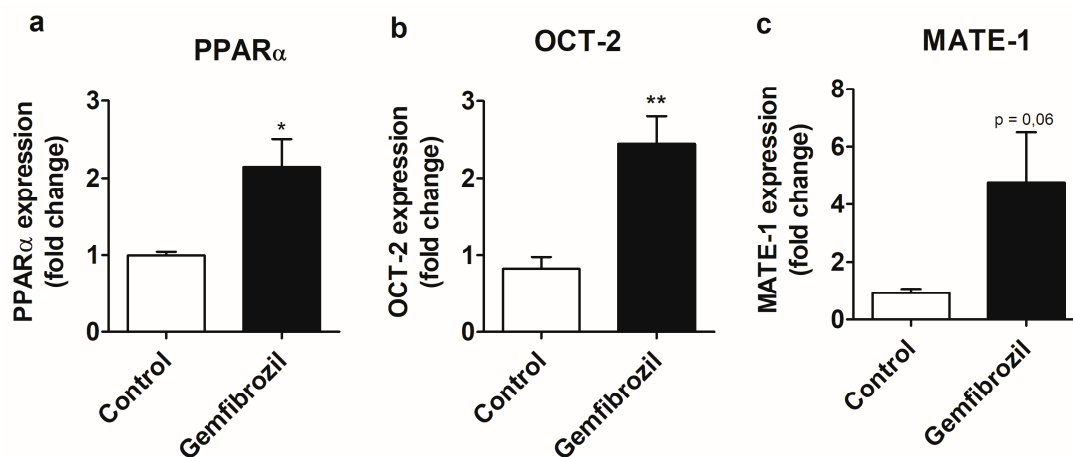 a
PPARα
PPARα expression
(fold change)
3
2
1
0
*
Control
Gemfibrozil
b
OCT-2
OCT-2 expression
(fold change)
3
2
1
0
**
Control
Gemfibrozil
c
MATE-1
MATE-1 expression
(fold change)
8
6
4
2
0
p = 0,06
Control
Gemfibrozil